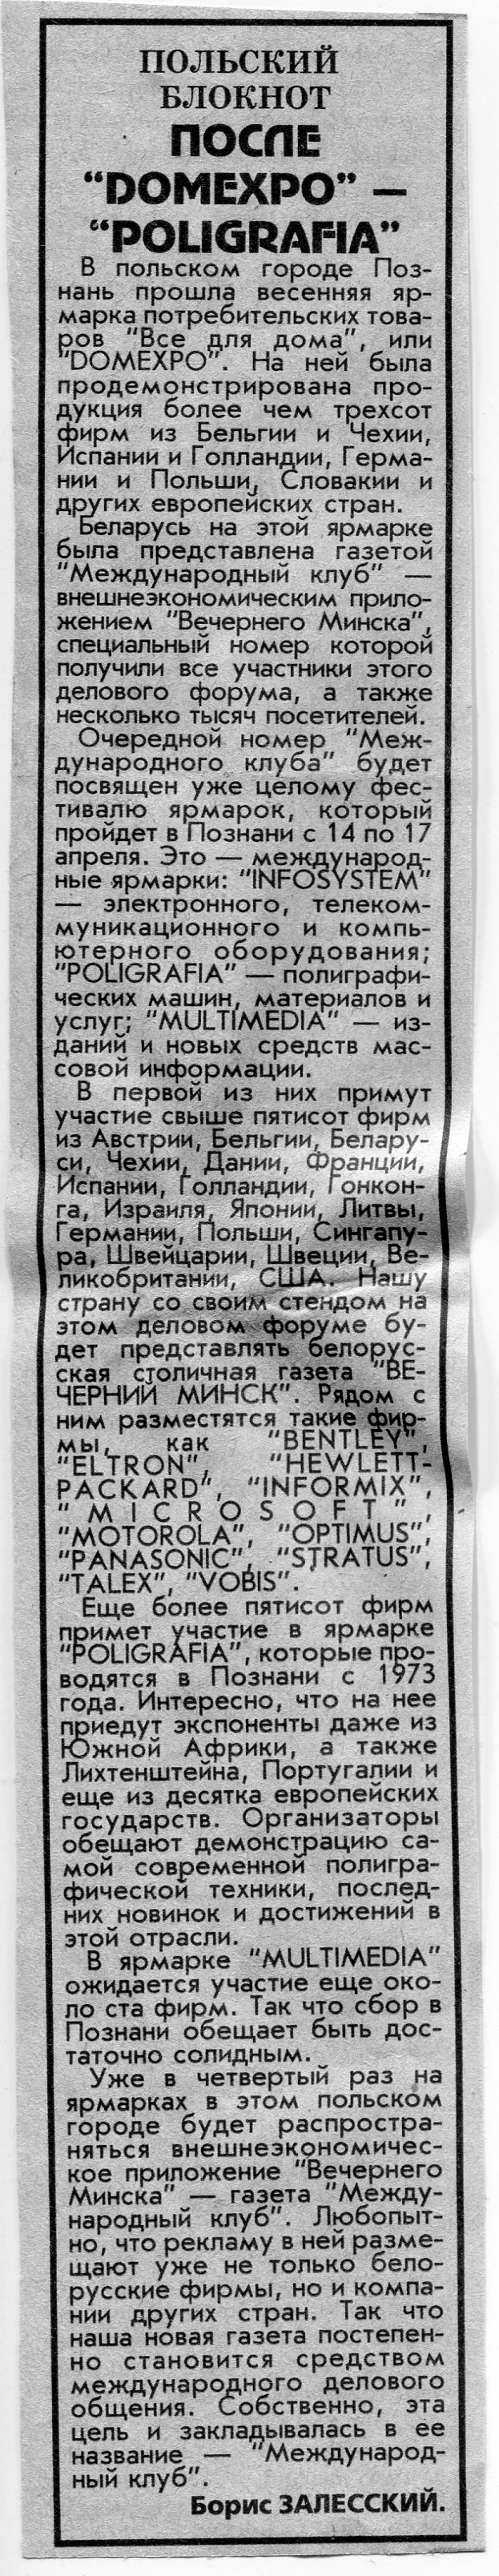 ПОЛЬСКИЙ
БЛОКНОТ
ПОСЛЕ
“DOMEXPO” —
“POLIGRAFIA”
В польском городе Поз-
нань прошла весенняя яр-
марка потребительских това-
ров "Все для дома", или
"DOMEXPO". На ней была
продемонстрирована про-
дукция более чем трехсот
фирм из Бельгии и Чехии,
Испании и Голландии, Герма-
нии и Польши, Словакии и
других европейских стран.
Беларусь на этой ярмарке
была представлена газетой
"Международный клуб" —
внешнеэкономическим прило-
жением "Вечернего Минска",
специальный номер которой
получили все участники этого
делового форума, а также
несколько тысяч посетителей.
Очередной номер "Меж-
дународного клуба" будет
посвящен уже целому фес-
тивалю ярмарок, который
пройдет в Познани с 14 по 17
апреля. Это — международ-
ные ярмарки: "INFOSYSTEM"
— электронного, телеком-
муникационного и компь-
ютерного оборудования;
"POLIGRAFIA" — полиграфи-
ческих машин, материалов и
услуг; "MULTIMEDIA" — из-
даний и новых средств мас-
совой информации.
В первой из них примут
участие свыше пятисот фирм
из Австрии, Бельгии, Белару-
си, Чехии, Дании, Франции,
Испании, Голландии, Гонкон-
га, Израиля, Японии, Литвы,
Германии, Польши, Сингапу-
ра, Швейцарии, Швеции, Ве-
ликобритании, США. Нашу
страну со своим стендом на
этом деловом форуме бу-
дет представлять белорус-
ская столичная газета "ВЕ-
ЧЕРНИЙ МИНСК". Рядом с
ним разместятся такие фир-
мы, как "BENTLEY",
"ELTRON", "HEWLETT-
PACKARD", "INFORMIX",
"MICROSOFT",
"MOTOROLA", "OPTIMUS",
"PANASONIC", "STRATUS",
"TALEX", "VOBIS".
Еще более пятисот фирм
примет участие в ярмарке
"POLIGRAFIA", которые про-
водятся в Познани с 1973
года. Интересно, что на нее
приедут экспоненты даже из
Южной Африки, а также
Лихтенштейна, Португалии и
еще из десятка европейских
государств. Организаторы
обещают демонстрацию са-
мой современной полигра-
фической техники, послед-
них новинок и достижений в
этой отрасли.
В ярмарке "MULTIMEDIA"
ожидается участие еще око-
ло ста фирм. Так что сбор в
Познани обещает быть дос-
таточно солидным.
Уже в четвертый раз на
ярмарках в этом польском
городе будет распростра-
няться внешнеэкономичес-
кое приложение "Вечернего
Минска" — газета "Между-
народный клуб". Любопыт-
но, что рекламу в ней разме-
щают уже не только бело-
русские фирмы, но и компа-
нии других стран. Так что
наша новая газета постепен-
но становится средством
международного делового
общения. Собственно, эта
цель и закладывалась в ее
название — "Международ-
ный клуб".
Борис ЗАЛЕССКИЙ.